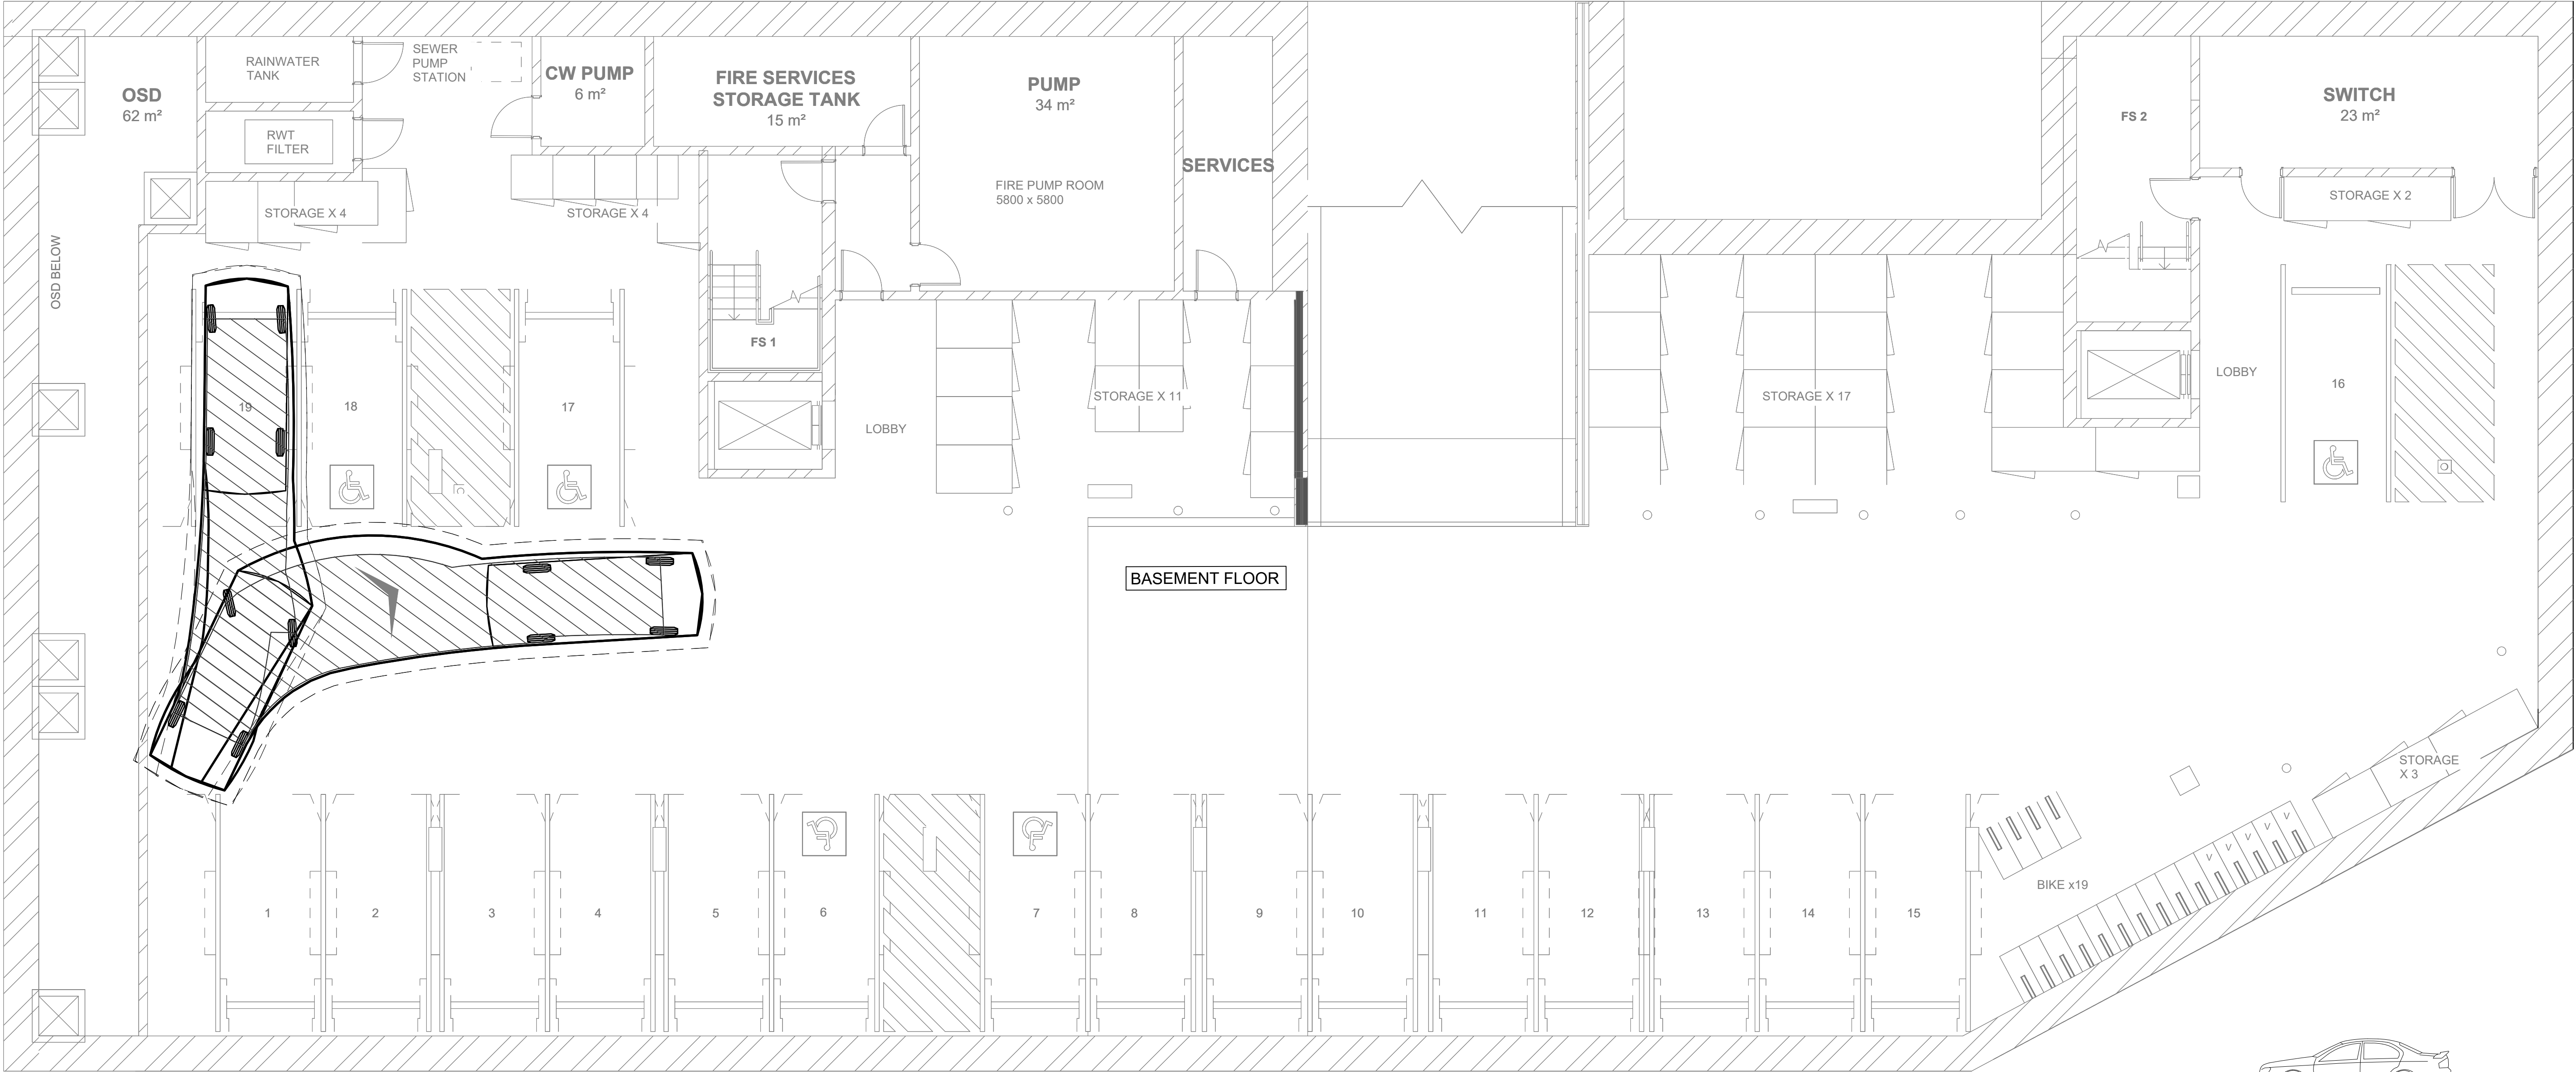 OSD
62 m²
RAINWATER
TANK
RWT
FILTER
SEWER
PUMP
STATION
CW PUMP
6 m²
FIRE SERVICES
STORAGE TANK
15 m²
PUMP
34 m²
FIRE PUMP ROOM
5800 x 5800
SERVICES
FS 2
SWITCH
23 m²
STORAGE X 2
STORAGE X 4
STORAGE X 4
OSD BELOW
FS 1
19
18
17
LOBBY
STORAGE X 11
STORAGE X 17
LOBBY
16
BASEMENT FLOOR
STORAGE
X 3
BIKE x19
1
2
3
4
5
6
7
8
9
10
11
12
13
14
15
V
V
V
V
V